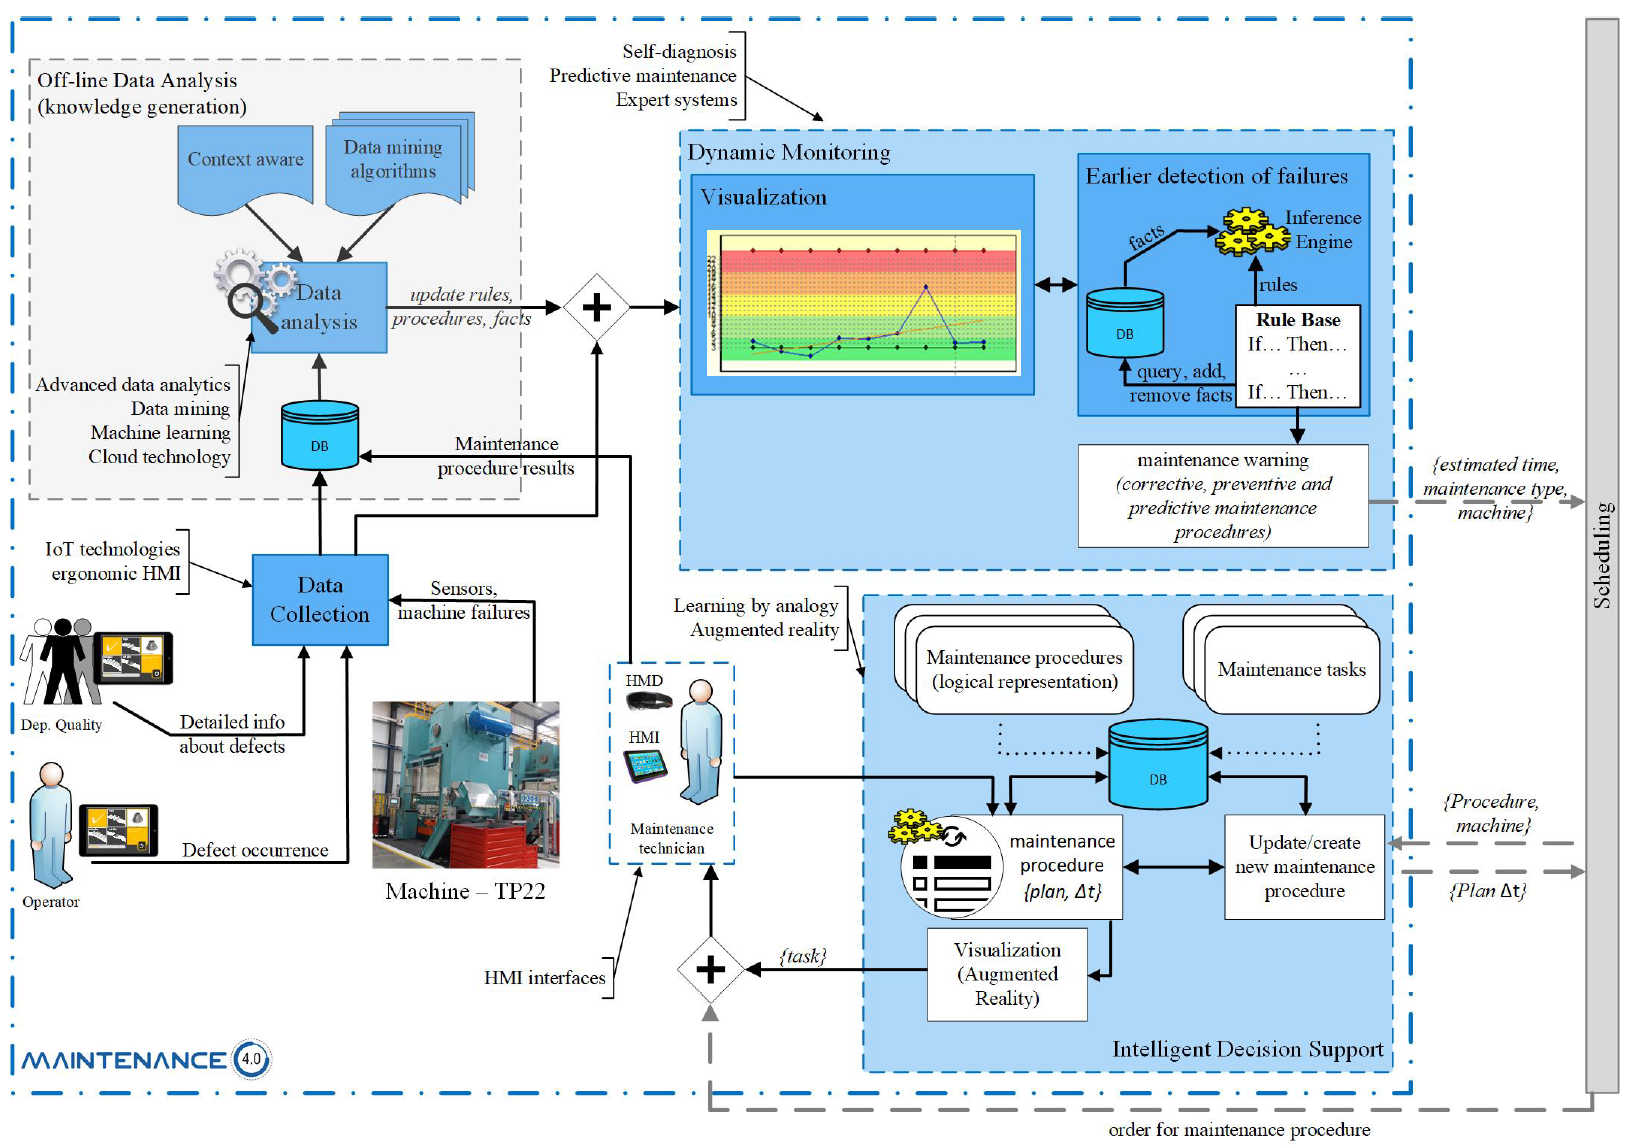 Off-line Data Analysis
(knowledge generation)
Context aware
Data mining
algorithms
Data
analysis
update rules,
procedures, facts
Advanced data analytics
Data mining
Machine learning
Cloud technology
DB
Maintenance
procedure results
Self-diagnosis
Predictive maintenance
Expert systems
Dynamic Monitoring
Visualization
Earlier detection of failures
Inference
Engine
facts
rules
DB
Rule Base
If... Then...
...
If... Then...
query, add,
remove facts
maintenance warning
(corrective, preventive and
predictive maintenance
procedures)
{estimated time,
maintenance type,
machine}
Scheduling
IoT technologies
ergonomic HMI
Data
Collection
Sensors,
machine failures
Dep. Quality
Detailed info
about defects
Operator
Defect occurrence
Machine – TP22
HMD
HMI
Maintenance
technician
HMI interfaces
Learning by analogy
Augmented reality
Maintenance procedures
(logical representation)
Maintenance tasks
DB
maintenance
procedure
{plan, Δt}
Update/create
new maintenance
procedure
{Procedure,
machine}
{Plan Δt}
Visualization
(Augmented
Reality)
{task}
Intelligent Decision Support
MAINTENANCE 4.0
order for maintenance procedure